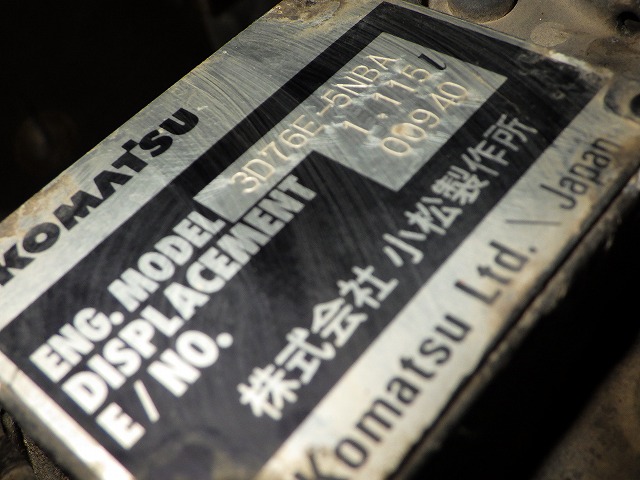 KOMATSU
ENG. MODEL 3D76E-5NBA
DISPLACEMENT 1.115 L
E / NO. 00940
株式会社 小松製作所
Komatsu Ltd. \ Japan